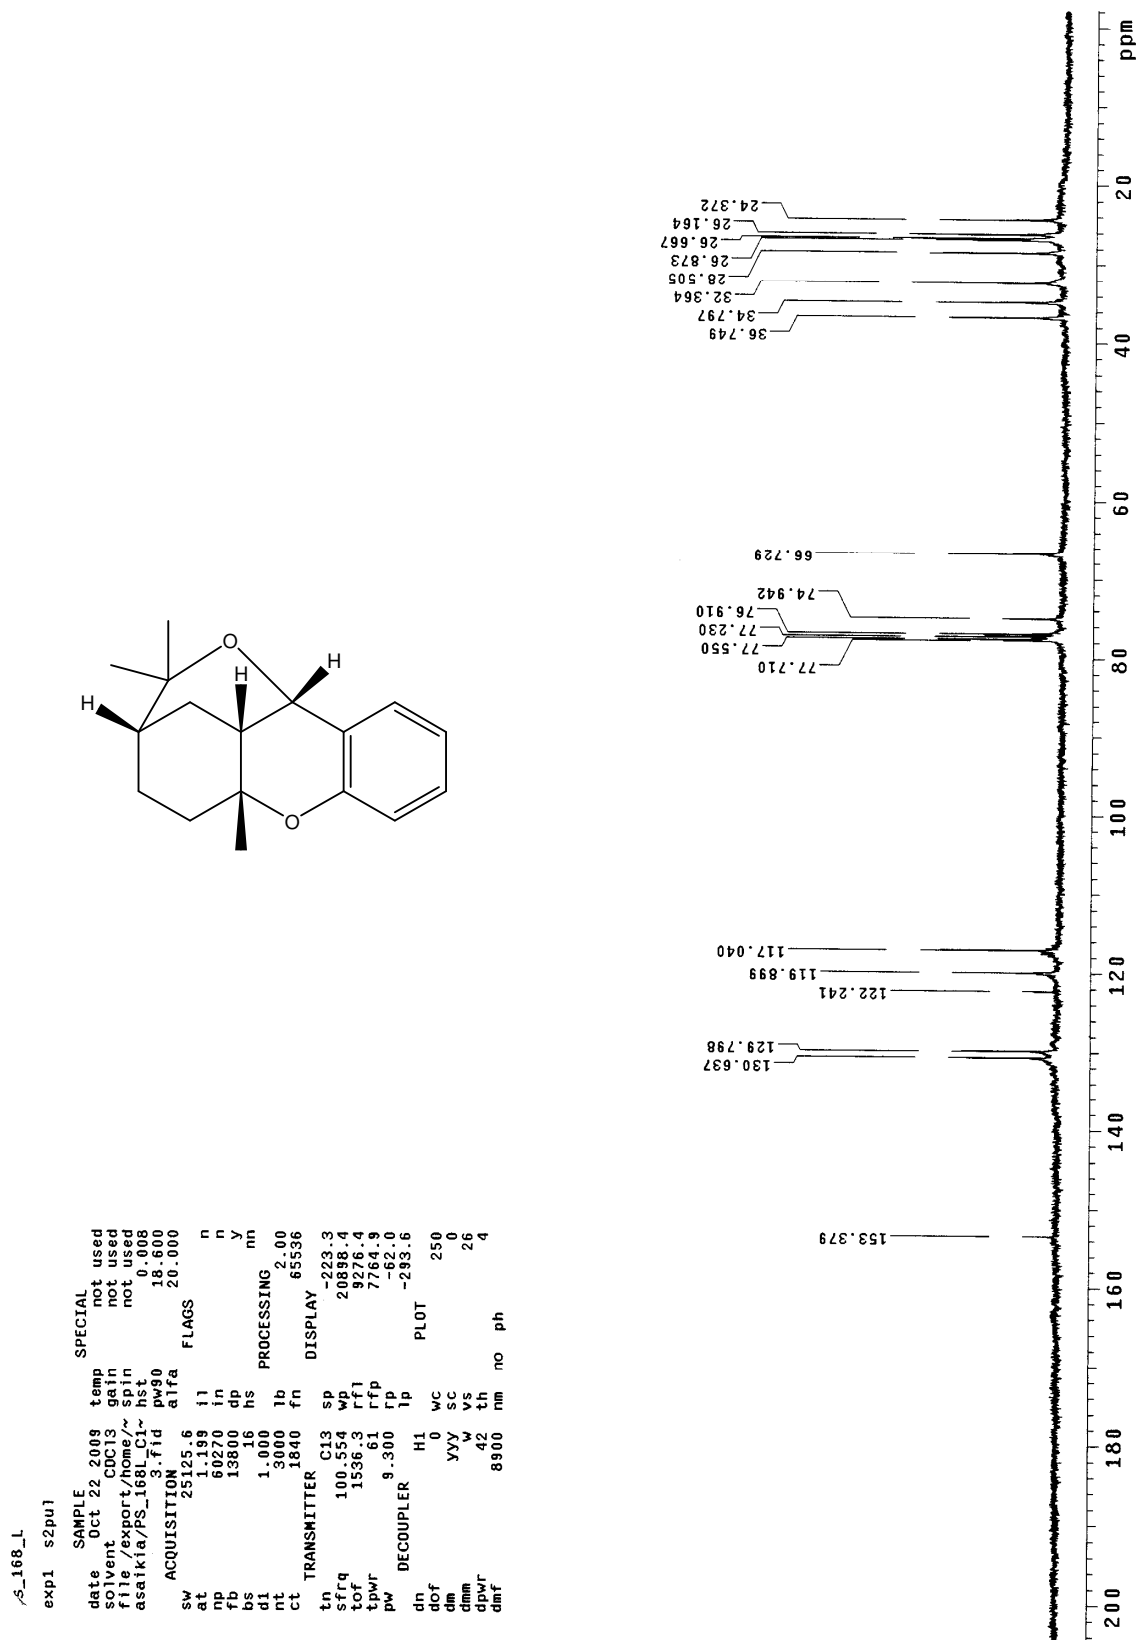 S_168_L
exp1 s2pul
SAMPLE SPECIAL
date Oct 22 2009 temp not used
solvent CDCl3 gain not used
file /export/home/~ spin not used
asaikia/PS_168L_C1~ hst 0.008
3.fid pw90 18.600
ACQUISITION alfa 20.000
sw 25125.6 FLAGS
at 1.199 il n
np 60270 in n
fb 13800 dp y
bs 16 hs nn
d1 1.000 PROCESSING
nt 3000 lb 2.00
ct 1840 fn 65536
TRANSMITTER DISPLAY
tn C13 sp -223.3
sfrq 100.554 wp 20898.4
tof 1536.3 rfl 9276.4
tpwr 61 rfp 7764.9
pw 9.300 rp -62.0
DECOUPLER lp -293.6
dn H1 PLOT
dof 0 wc 250
dm yyy sc 0
dmm w vs 26
dpwr 42 th 4
dmf 8900 nm no ph
O
H
H
H
O
153.379
130.637
129.798
122.241
119.899
117.040
77.710
77.550
77.230
76.910
74.942
66.729
36.749
34.797
32.364
28.505
26.873
26.667
26.164
24.372
200 180 160 140 120 100 80 60 40 20 ppm